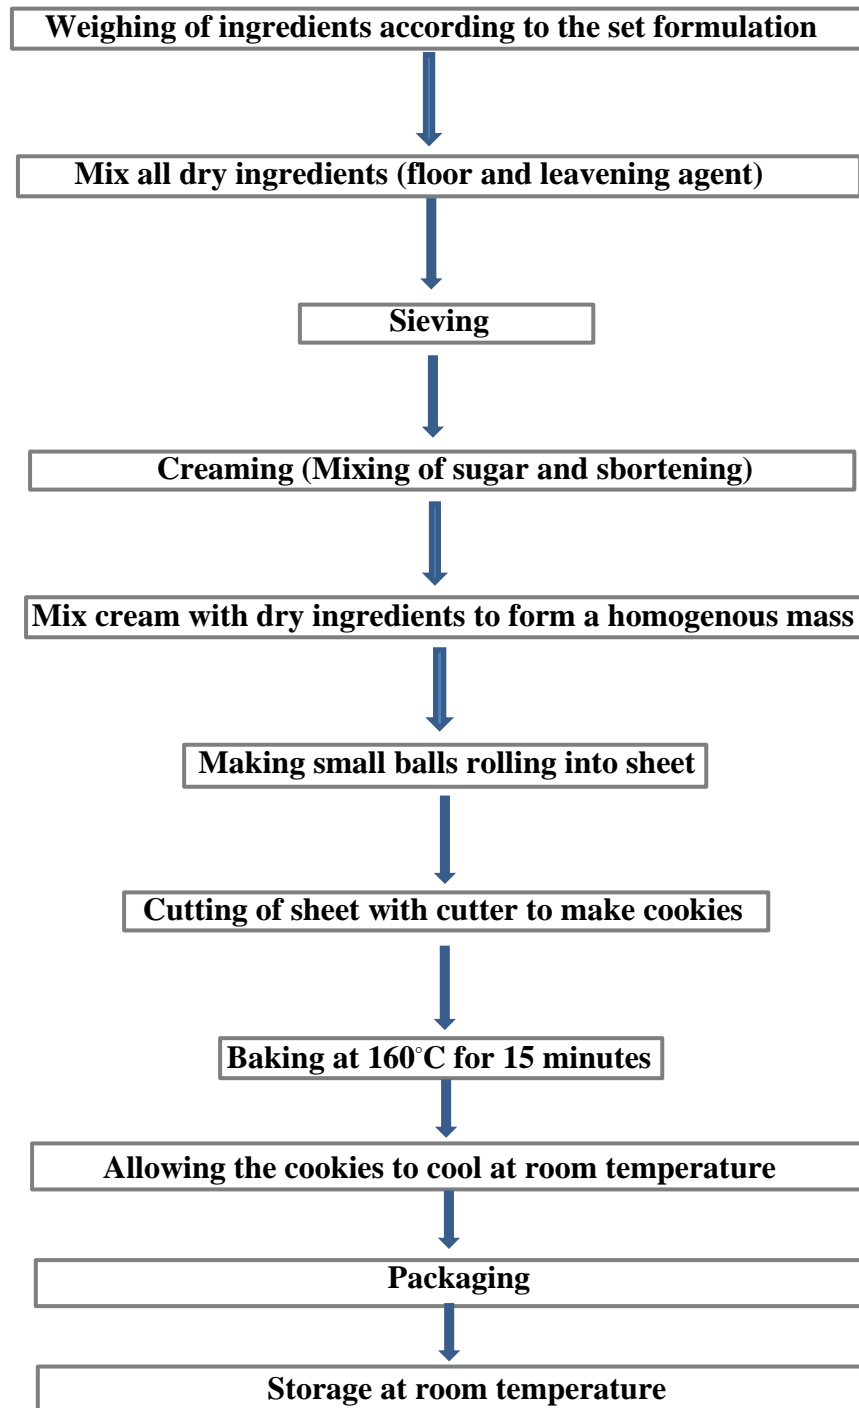 Weighing of ingredients according to the set formulation
Mix all dry ingredients (floor and leavening agent)
Sieving
Creaming (Mixing of sugar and sbortening)
Mix cream with dry ingredients to form a homogenous mass
Making small balls rolling into sheet
Cutting of sheet with cutter to make cookies
Baking at 160°C for 15 minutes
Allowing the cookies to cool at room temperature
Packaging
Storage at room temperature